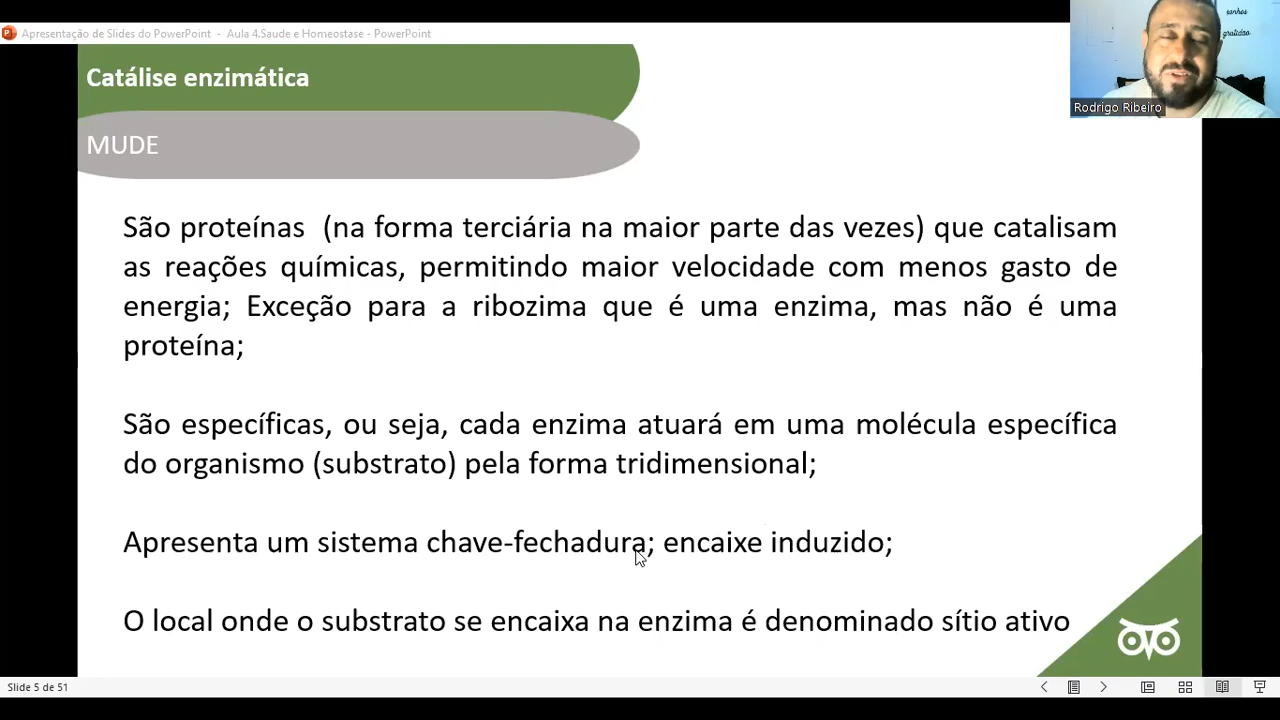 Apresentação de Slides do PowerPoint - Aula 4.Saude e Homeostase - PowerPoint
sonhos
gratidão
Rodrigo Ribeiro
Catálise enzimática
MUDE
São proteínas (na forma terciária na maior parte das vezes) que catalisam
as reações químicas, permitindo maior velocidade com menos gasto de
energia; Exceção para a ribozima que é uma enzima, mas não é uma
proteína;
São específicas, ou seja, cada enzima atuará em uma molécula específica
do organismo (substrato) pela forma tridimensional;
Apresenta um sistema chave-fechadura; encaixe induzido;
O local onde o substrato se encaixa na enzima é denominado sítio ativo
Slide 5 de 51